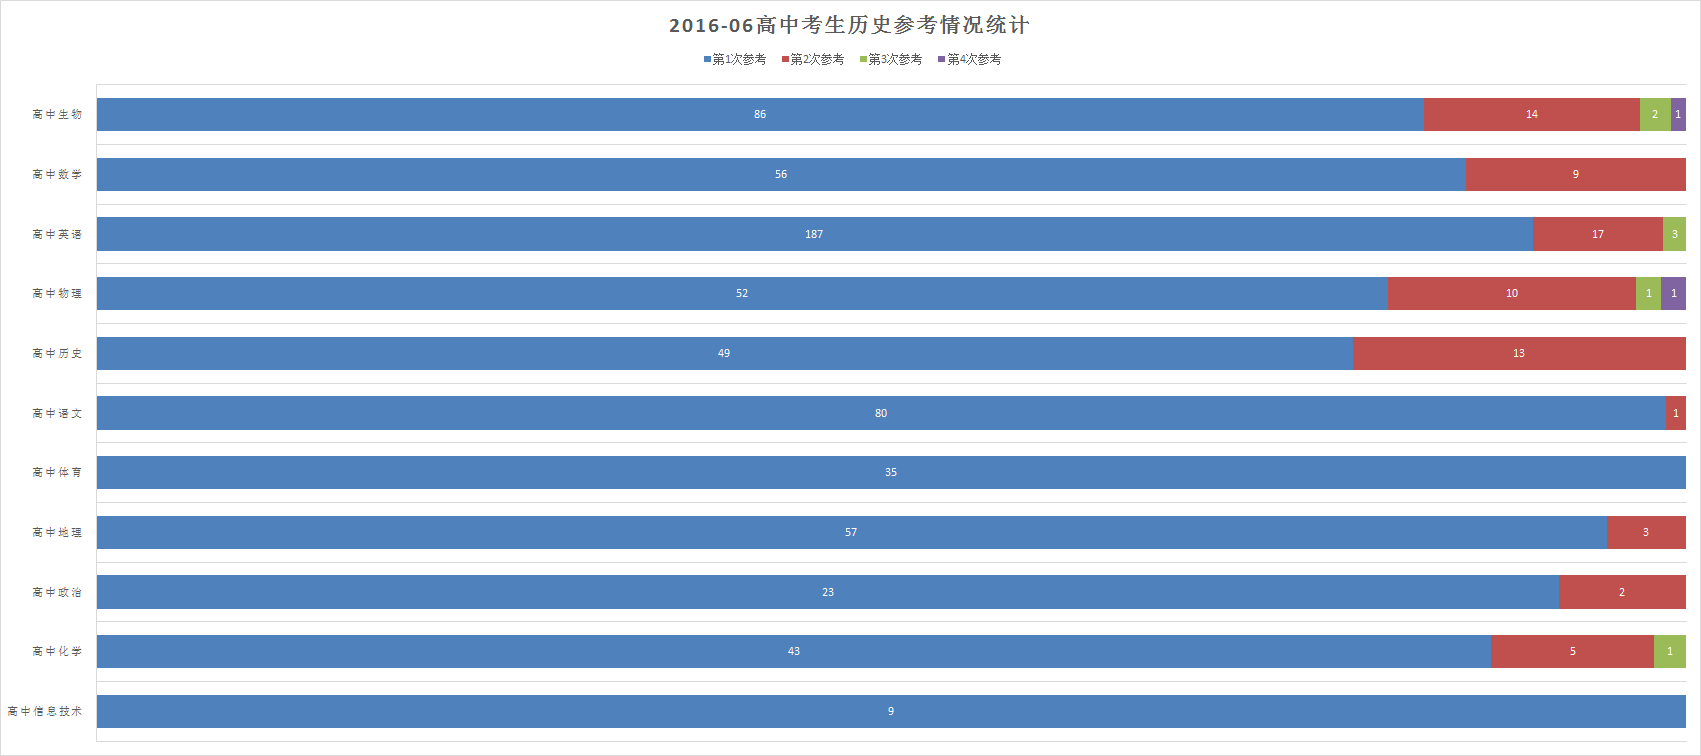 2016-06高中考生历史参考情况统计
第1次参考 第2次参考 第3次参考 第4次参考
高中生物 86 14 2 1
高中数学 56 9
高中英语 187 17 3
高中物理 52 10 1 1
高中历史 49 13
高中语文 80 1
高中体育 35
高中地理 57 3
高中政治 23 2
高中化学 43 5 1
高中信息技术 9